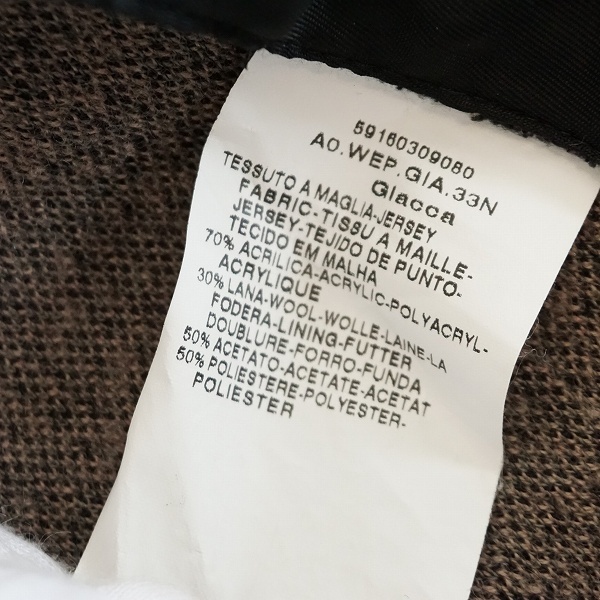 59160309080
A0.WEP.GIA.33N
Giacca
TESSUTO A MAGLIA-JERSEY
FABRIC-TISSU A MAILLE-
JERSEY-TEJIDO DE PUNTO-
TECIDO EM MALHA
70% ACRILICA-ACRYLIC-POLYACRYL-
ACRYLIQUE
30% LANA-WOOL-WOLLE-LAINE-LA
FODERA-LINING-FUTTER
DOUBLURE-FORRO-FUNDA
50% ACETATO-ACETATE-ACETAT
50% POLIESTERE-POLYESTER-
POLIESTER